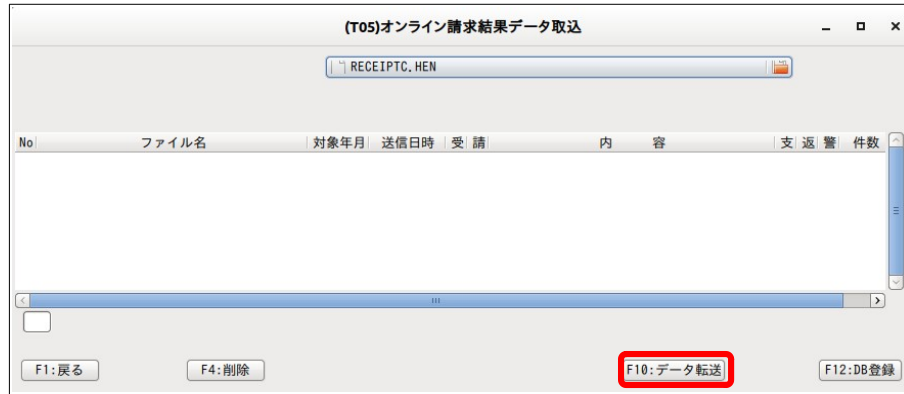 (T05)オンライン請求結果データ取込
RECEIPTC.HEN
No ファイル名 対象年月 送信日時 受 請 内 容 支 返 警 件数
F1:戻る F4:削除 F10:データ転送 F12:DB登録